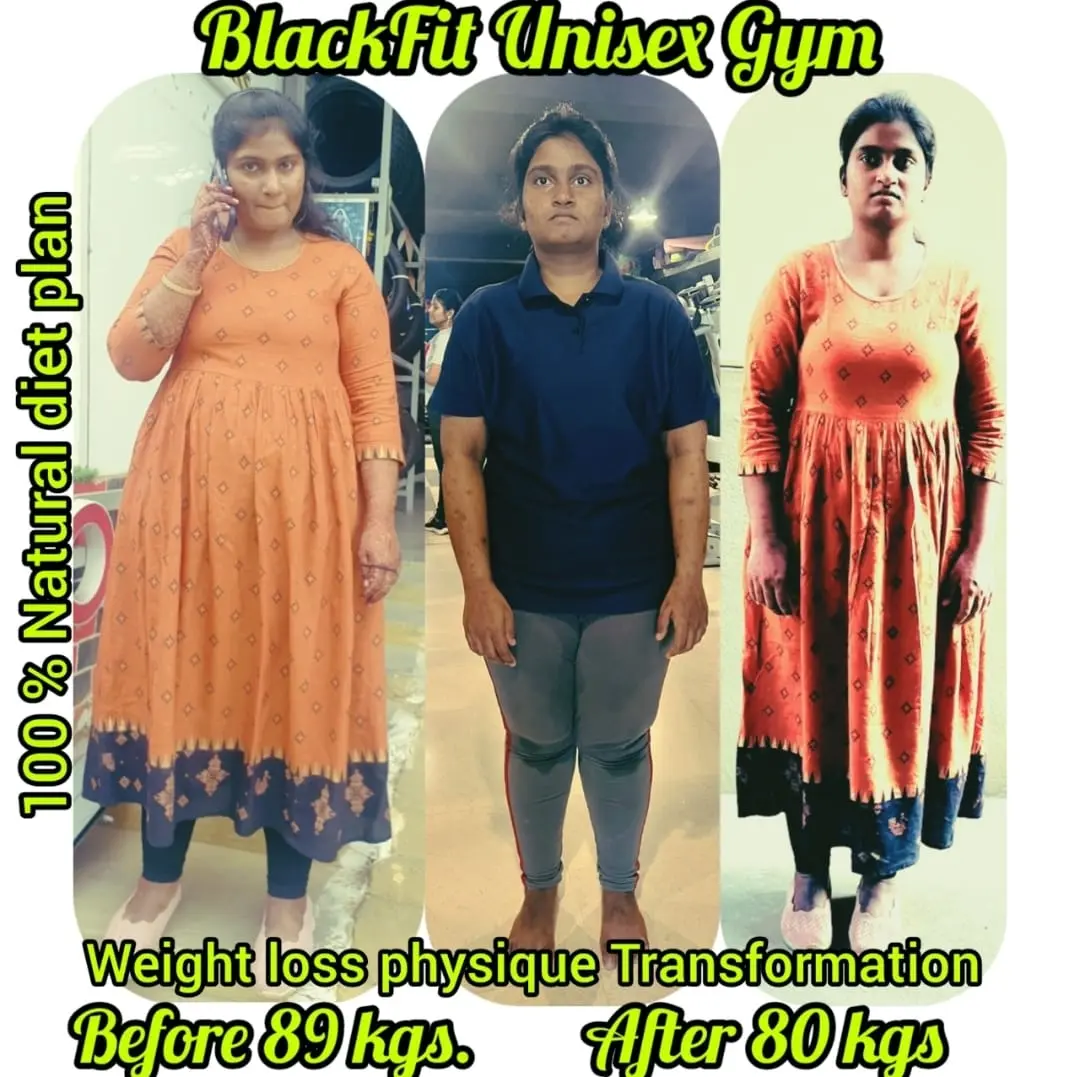 BlackFit Unisex Gym
100 % Natural diet plan
Weight loss physique Transformation
Before 89 kgs.
After 80 kgs